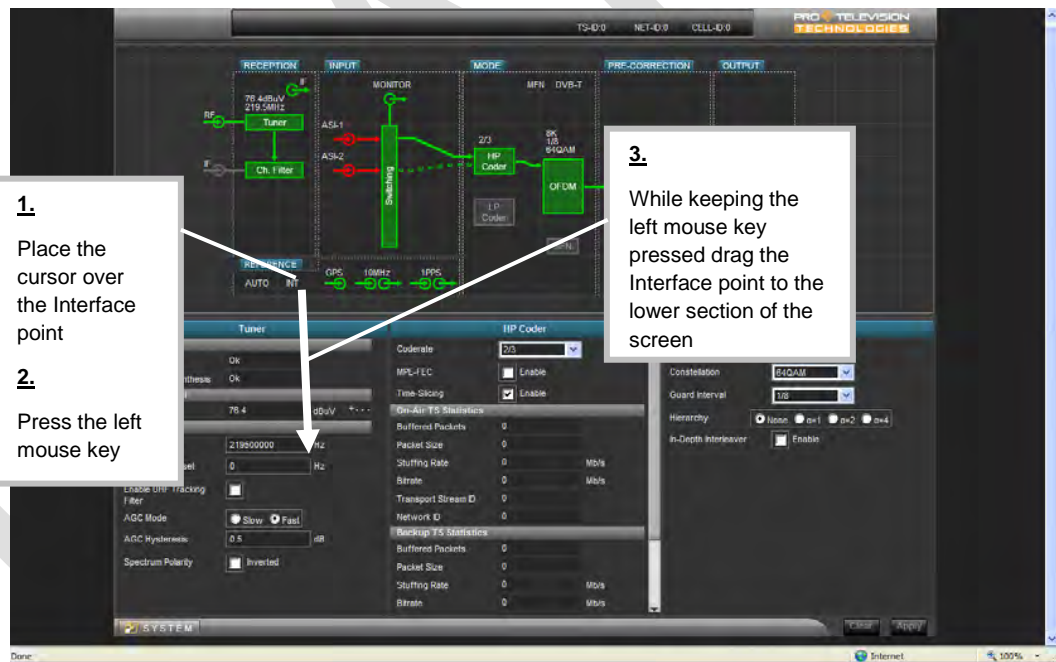 PRO TELEVISION
TECHNOLOGIES
TS-ID:0 NET-ID:0 CELL-ID:0
RECEPTION INPUT MODE PRE-CORRECTION OUTPUT
IF
MONITOR
MFN DVB-T
76.4dBuV
219.5MHz
RF
Tuner
ASI-1
2/3
8K
1/8
64QAM
HP
Coder
ASI-2
IF
Ch. Filter
Switching
OFDM
LP
Coder
REFERENCE
AUTO INT
GPS 10MHz 1PPS
1.
Place the
cursor over
the Interface
point
2.
Press the left
mouse key
3.
While keeping the
left mouse key
pressed drag the
Interface point to the
lower section of the
screen
Tuner
Ok
nthesis Ok
76.4 dBuV +---
219500000 Hz
set 0 Hz
Enable UHF Tracking
Filter
AGC Mode Slow Fast
AGC Hysteresis 0.5 dB
Spectrum Polarity Inverted
HP Coder
Coderate 2/3
MPE-FEC Enable
Time-Slicing Enable
On-Air TS Statistics
Buffered Packets 0
Packet Size 0
Stuffing Rate 0 Mb/s
Bitrate 0 Mb/s
Transport Stream ID 0
Network ID 0
Backup TS Statistics
Buffered Packets 0
Packet Size 0
Stuffing Rate 0 Mb/s
Bitrate 0 Mb/s
Constellation 64QAM
Guard Interval 1/8
Hierarchy None α=1 α=2 α=4
In-Depth Interleaver Enable
SYSTEM
Clear Apply
Done
Internet 100%